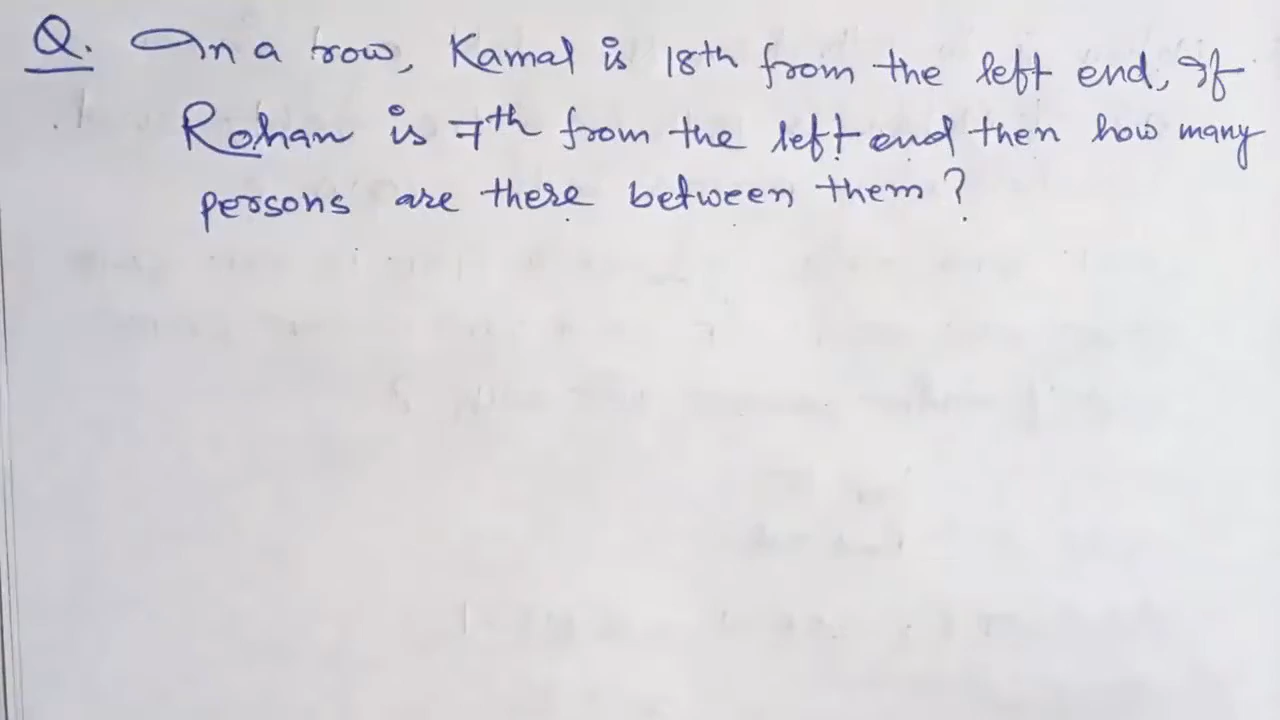 Q. In a row, Kamal is 18th from the left end, If
Rohan is 7th from the left end then how many
persons are there between them ?